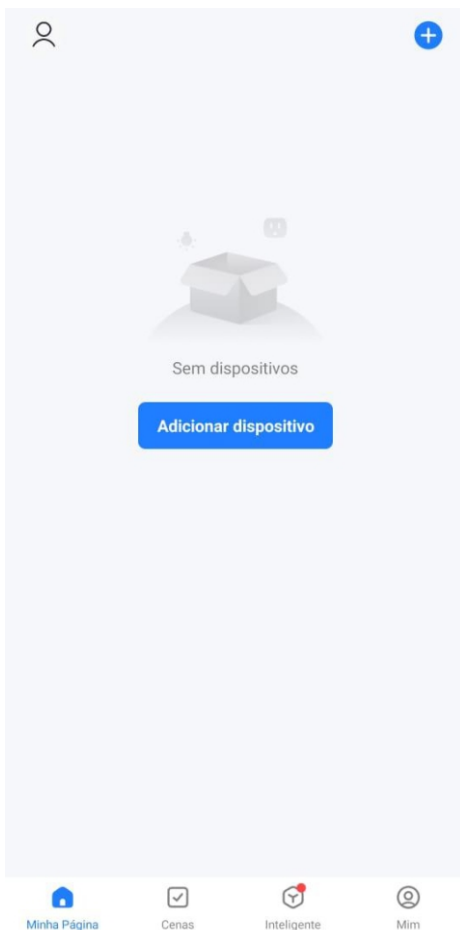 Sem dispositivos
Adicionar dispositivo
Minha Página
Cenas
Inteligente
Mim